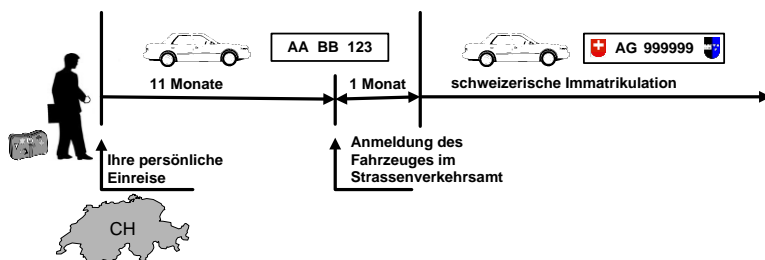 AA BB 123
AG 999999
11 Monate
1 Monat
schweizerische Immatrikulation
Ihre persönliche
Einreise
Anmeldung des
Fahrzeuges im
Strassenverkehrsamt
CH